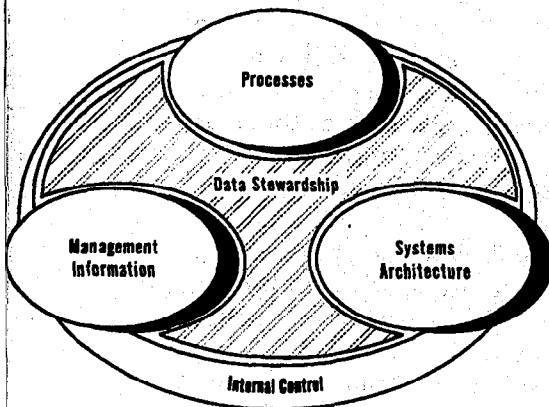 Processes
Data Stewardship
Management
Information
Systems
Architecture
Internal Control